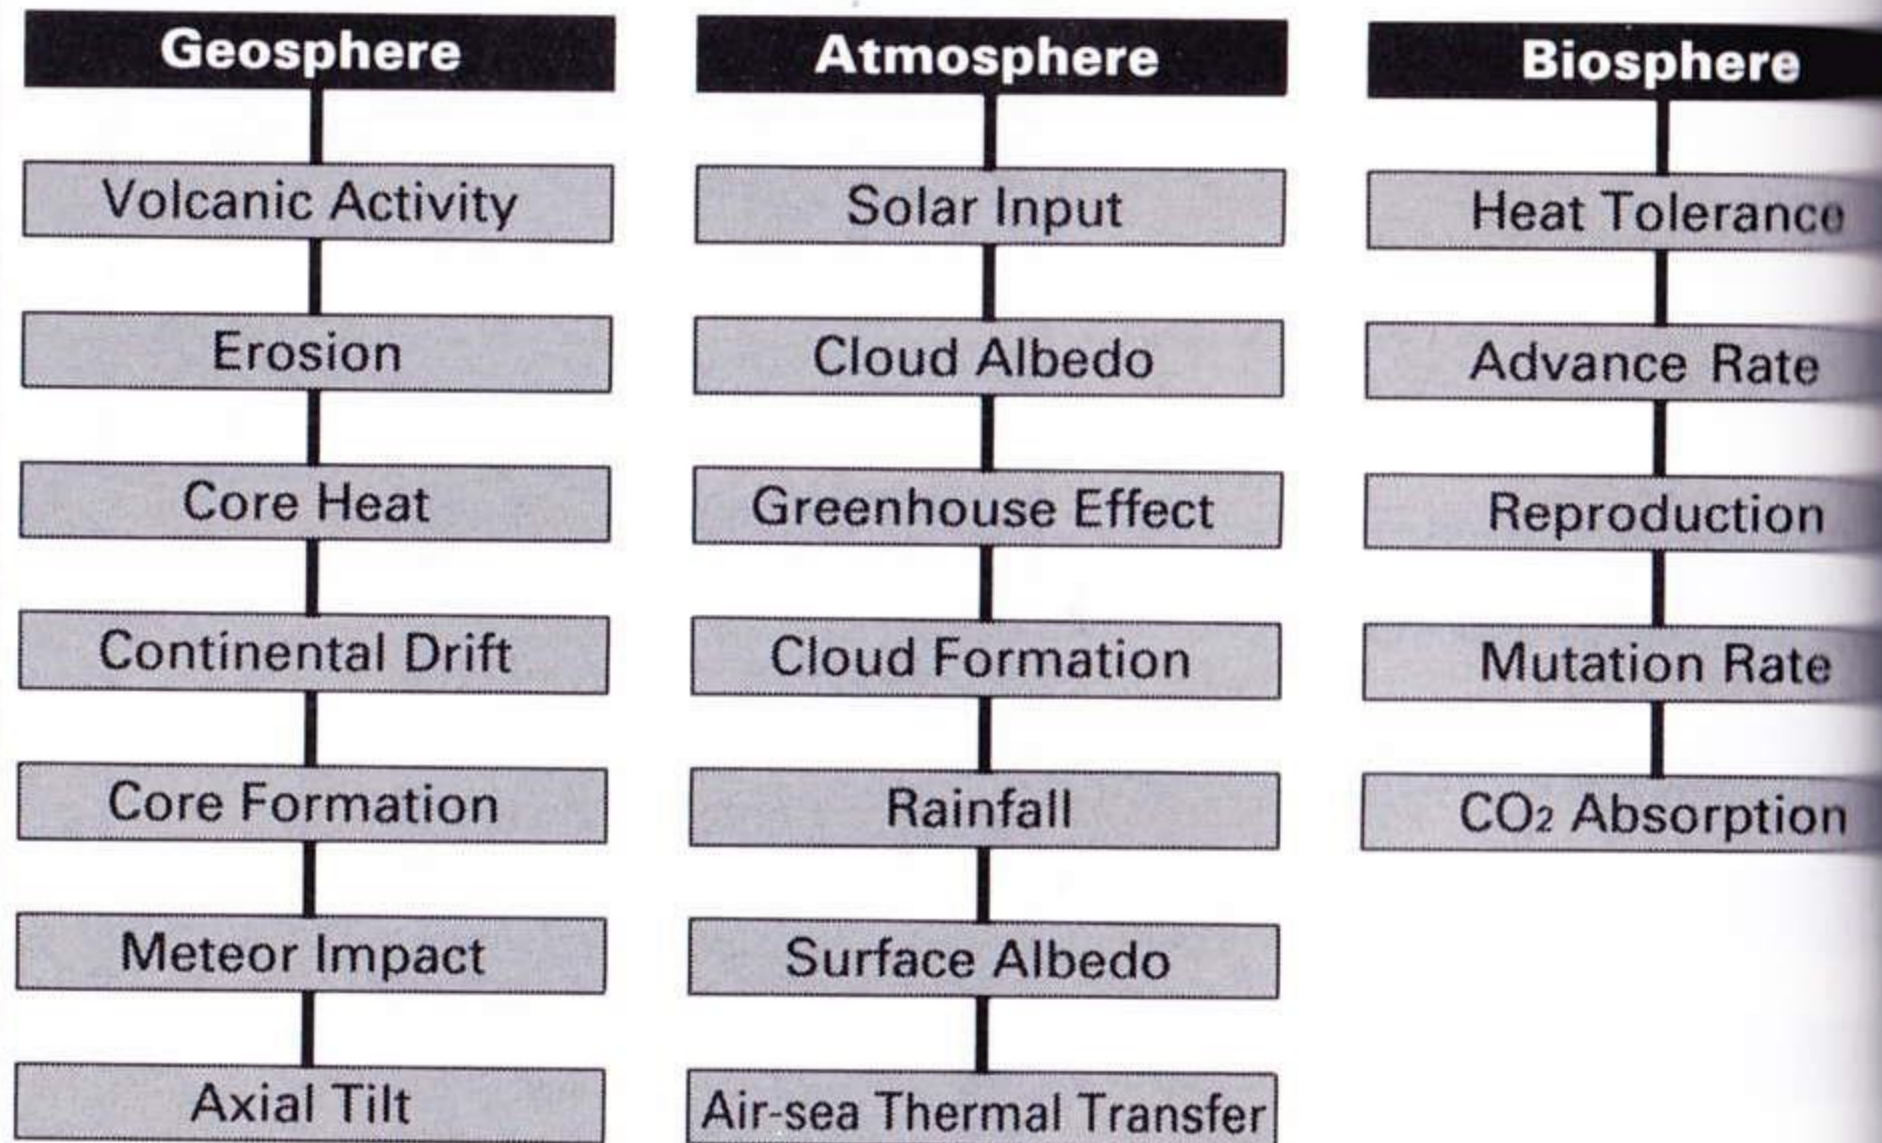 Geosphere
Volcanic Activity
Erosion
Core Heat
Continental Drift
Core Formation
Meteor Impact
Axial Tilt
Atmosphere
Solar Input
Cloud Albedo
Greenhouse Effect
Cloud Formation
Rainfall
Surface Albedo
Air-sea Thermal Transfer
Biosphere
Heat Tolerance
Advance Rate
Reproduction
Mutation Rate
CO₂ Absorption